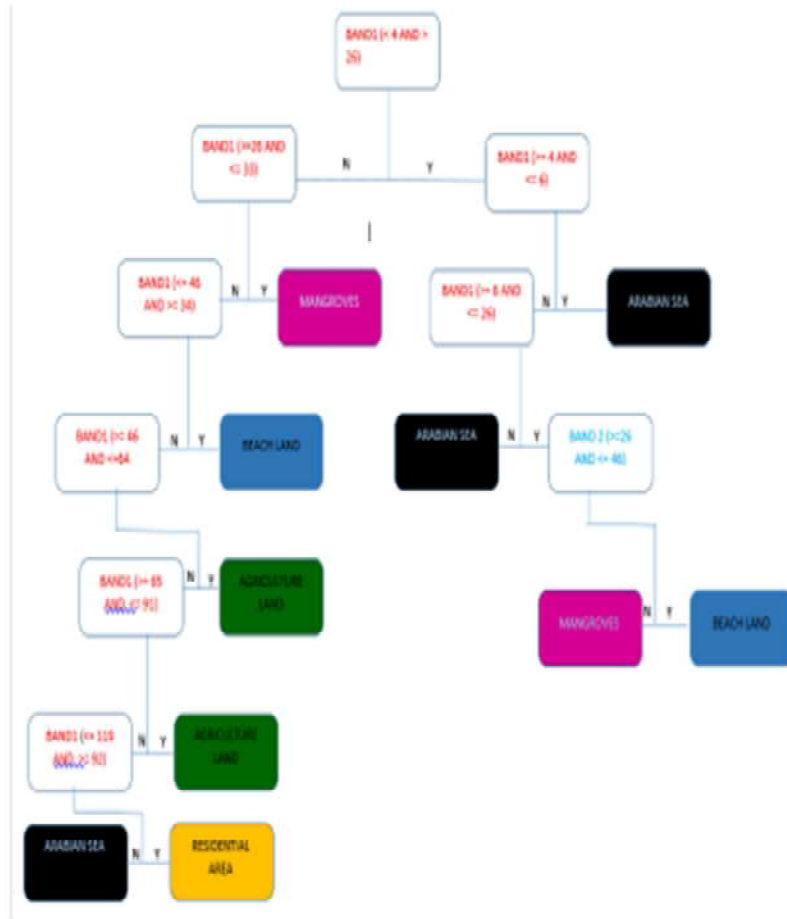 BAND1 (< 4 AND >
26)
BAND1 (>=26 AND
<= 33)
N
Y
BAND1 (>= 4 AND
<= 6)
BAND1 (<= 46
AND >= 34)
N
Y
MANGROVES
BAND1 (>= 6 AND
<= 26)
N
Y
ARABIAN SEA
BAND1 (>= 46
AND <=64
N
Y
BEACH LAND
ARABIAN SEA
N
Y
BAND 2 (>=26
AND <= 46)
BAND1 (>= 65
AND <= 91)
N
Y
AGRICULTURE
LAND
MANGROVES
N
Y
BEACH LAND
BAND1 (<= 119
AND >= 92)
N
Y
AGRICULTURE
LAND
ARABIAN SEA
N
Y
RESIDENTIAL
AREA